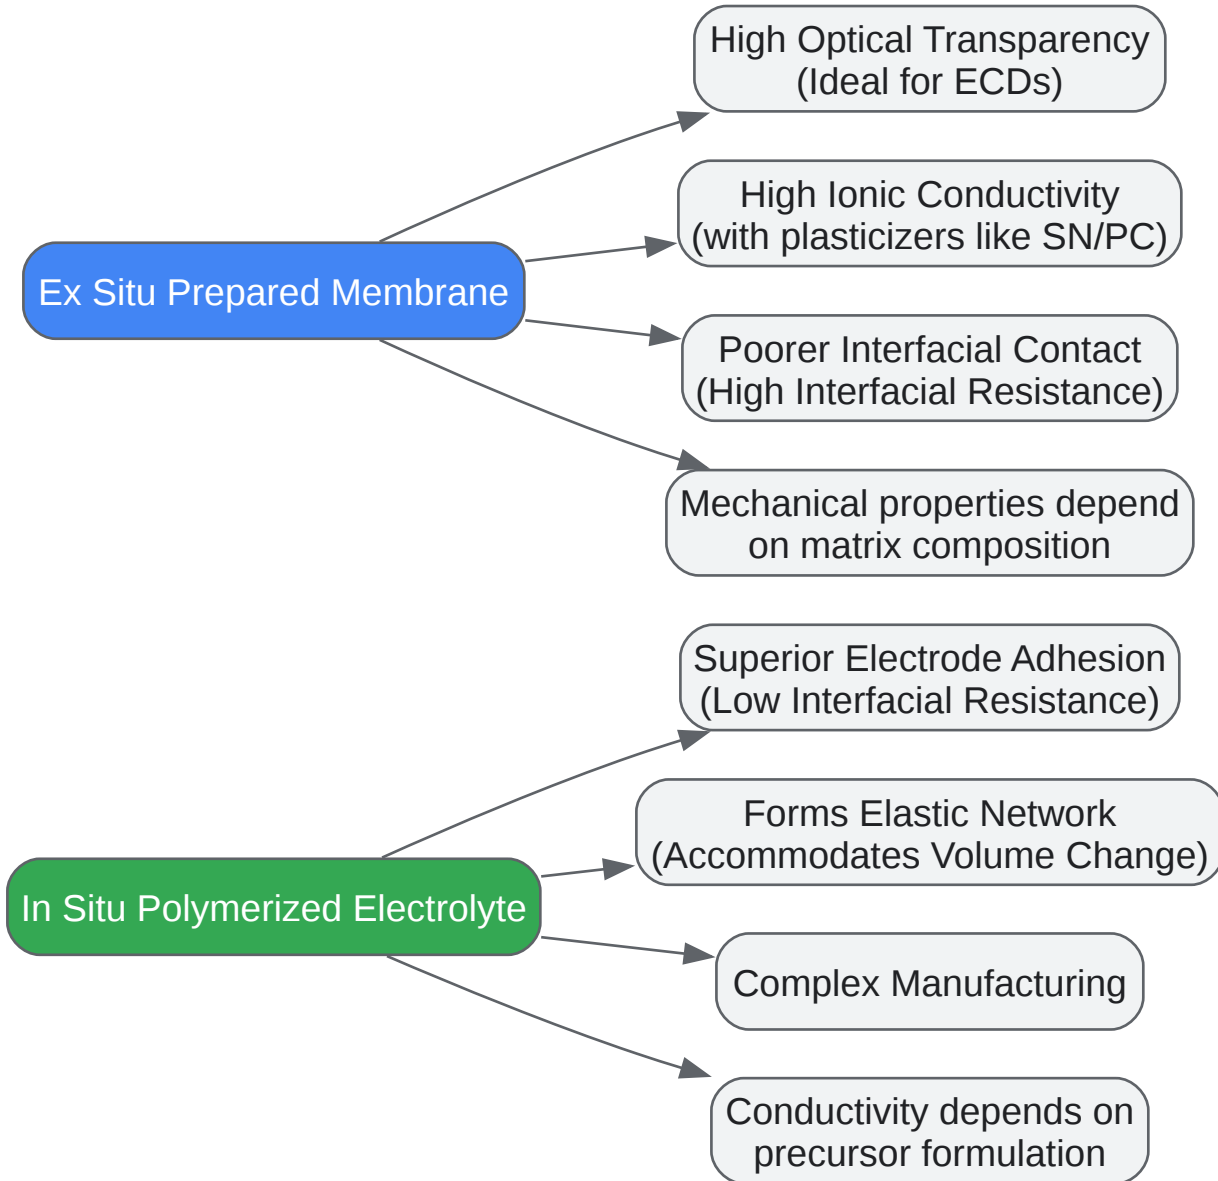 High Optical Transparency
(Ideal for ECDs)
High Ionic Conductivity
(with plasticizers like SN/PC)
Ex Situ Prepared Membrane
Poorer Interfacial Contact
(High Interfacial Resistance)
Mechanical properties depend
on matrix composition
Superior Electrode Adhesion
(Low Interfacial Resistance)
Forms Elastic Network
(Accommodates Volume Change)
In Situ Polymerized Electrolyte
Complex Manufacturing
Conductivity depends on
precursor formulation